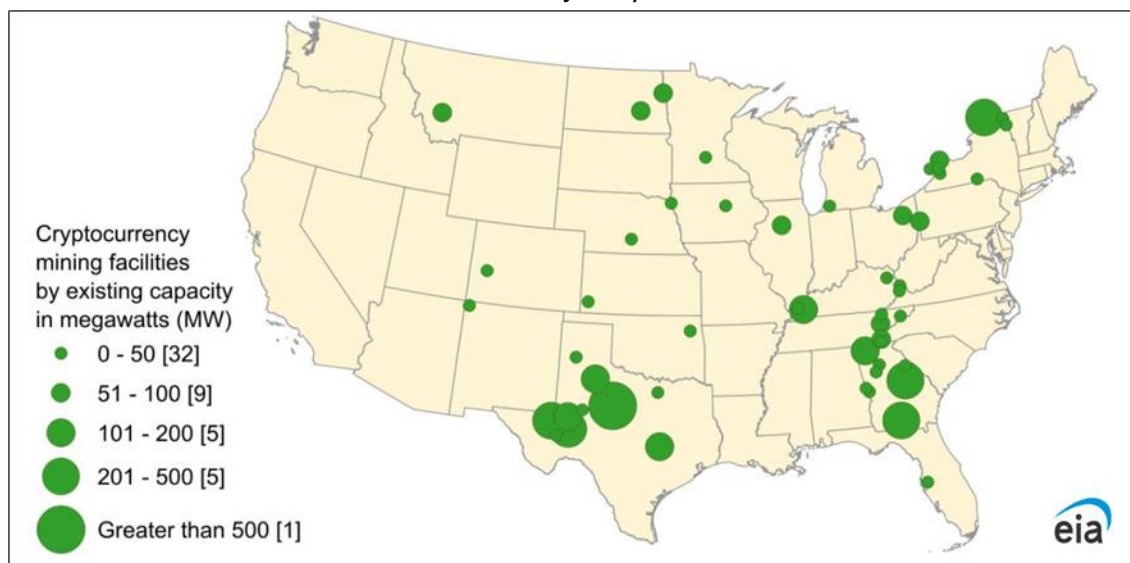 Cryptocurrency
mining facilities
by existing capacity
in megawatts (MW)
0 - 50 [32]
51 - 100 [9]
101 - 200 [5]
201 - 500 [5]
Greater than 500 [1]
eia